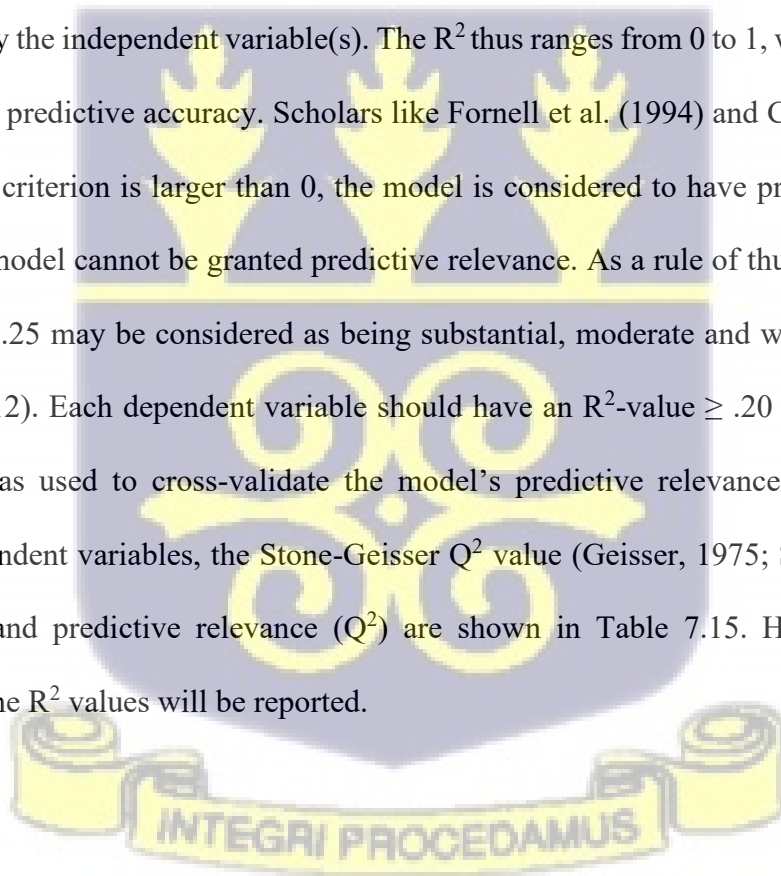 the independent variable(s). The R² thus ranges from 0 to 1,
predictive accuracy. Scholars like Fornell et al. (1994) and
criterion is larger than 0, the model is considered to have
model cannot be granted predictive relevance. As a rule of
.25 may be considered as being substantial, moderate and
2). Each dependent variable should have an R²-value ≥ .20
as used to cross-validate the model’s predictive relevance
ndent variables, the Stone-Geisser Q² value (Geisser, 1975;
and predictive relevance (Q²) are shown in Table 7.15.
ne R² values will be reported.
INTEGRI PROCEDAMUS